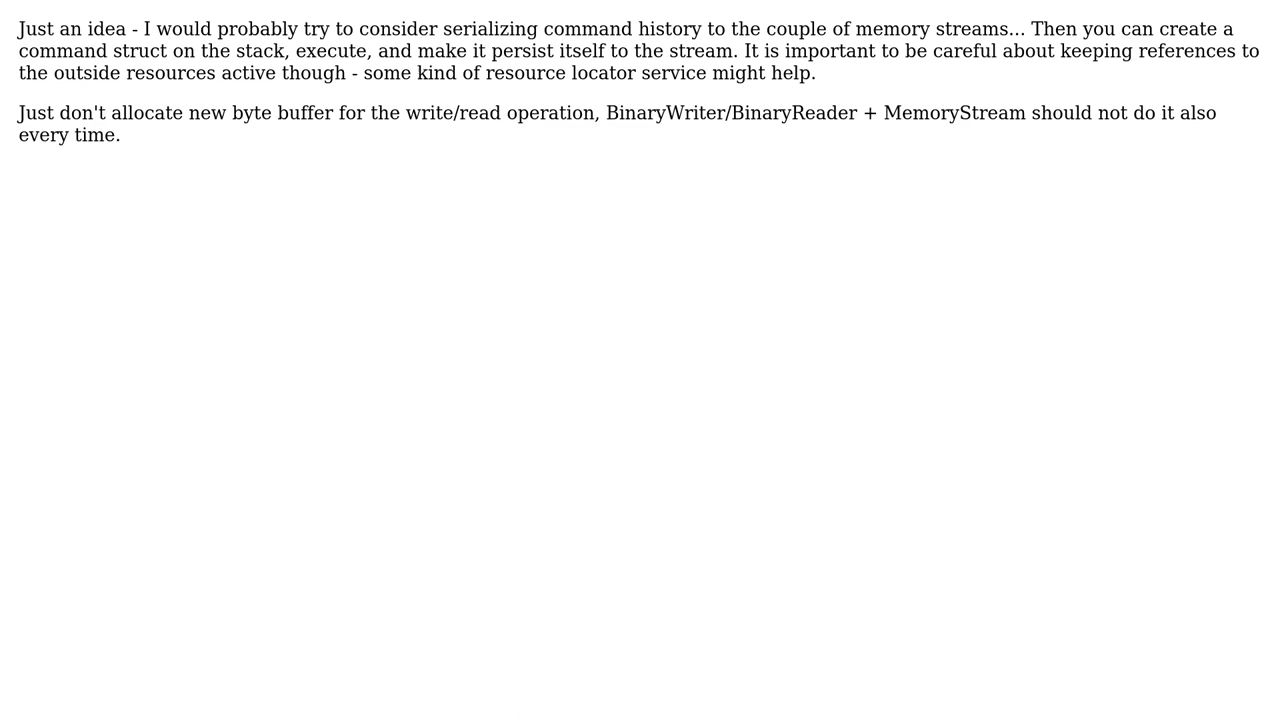 Just an idea - I would probably try to consider serializing command history to the couple of memory streams... Then you can create a
command struct on the stack, execute, and make it persist itself to the stream. It is important to be careful about keeping references to
the outside resources active though - some kind of resource locator service might help.
Just don't allocate new byte buffer for the write/read operation, BinaryWriter/BinaryReader + MemoryStream should not do it also
every time.